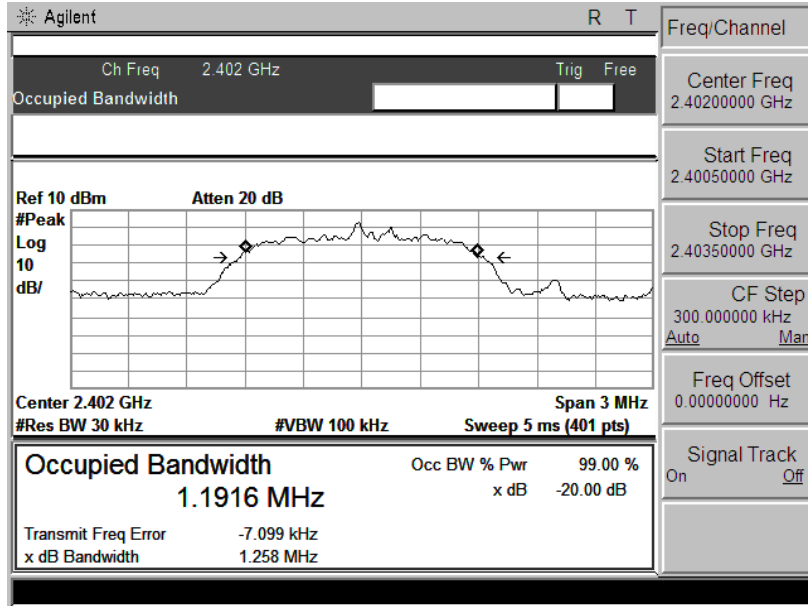 Agilent R T
Ch Freq 2.402 GHz Trig Free
Occupied Bandwidth
Ref 10 dBm Atten 20 dB
#Peak
Log
10
dB/
Center 2.402 GHz Span 3 MHz
#Res BW 30 kHz #VBW 100 kHz Sweep 5 ms (401 pts)
Occupied Bandwidth
1.1916 MHz
Occ BW % Pwr 99.00 %
x dB -20.00 dB
Transmit Freq Error -7.099 kHz
x dB Bandwidth 1.258 MHz
Freq/Channel
Center Freq
2.40200000 GHz
Start Freq
2.40050000 GHz
Stop Freq
2.40350000 GHz
CF Step
300.000000 kHz
Auto Man
Freq Offset
0.00000000 Hz
Signal Track
On Off